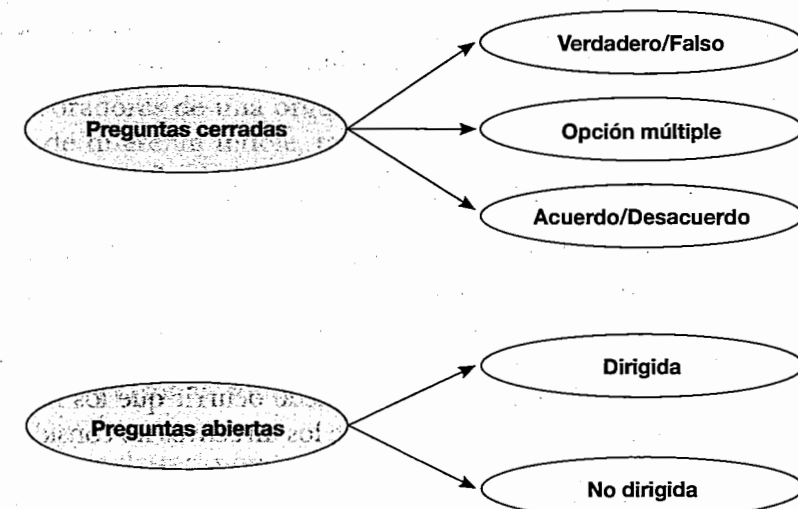 Verdadero/Falso
Preguntas cerradas
Opción múltiple
Acuerdo/Desacuerdo
Dirigida
Preguntas abiertas
No dirigida